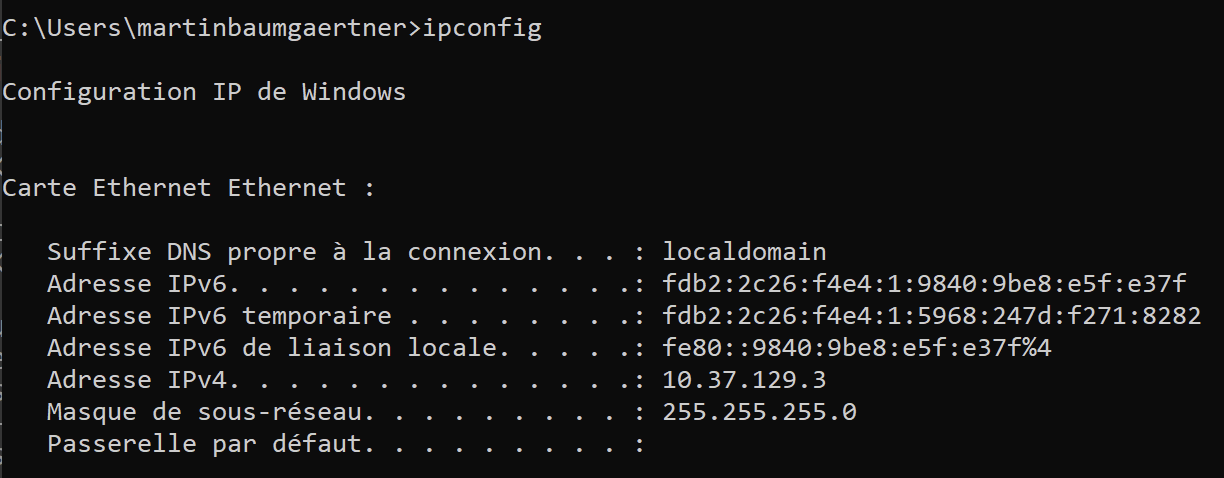 C:\Users\martinbaumgaertner>ipconfig
Configuration IP de Windows
Carte Ethernet Ethernet :
Suffixe DNS propre à la connexion. . . : localdomain
Adresse IPv6. . . . . . . . . . . . . .: fdb2:2c26:f4e4:1:9840:9be8:e5f:e37f
Adresse IPv6 temporaire . . . . . . . .: fdb2:2c26:f4e4:1:5968:247d:f271:8282
Adresse IPv6 de liaison locale. . . . .: fe80::9840:9be8:e5f:e37f%4
Adresse IPv4. . . . . . . . . . . . . .: 10.37.129.3
Masque de sous-réseau. . . . . . . . . : 255.255.255.0
Passerelle par défaut. . . . . . . . . :